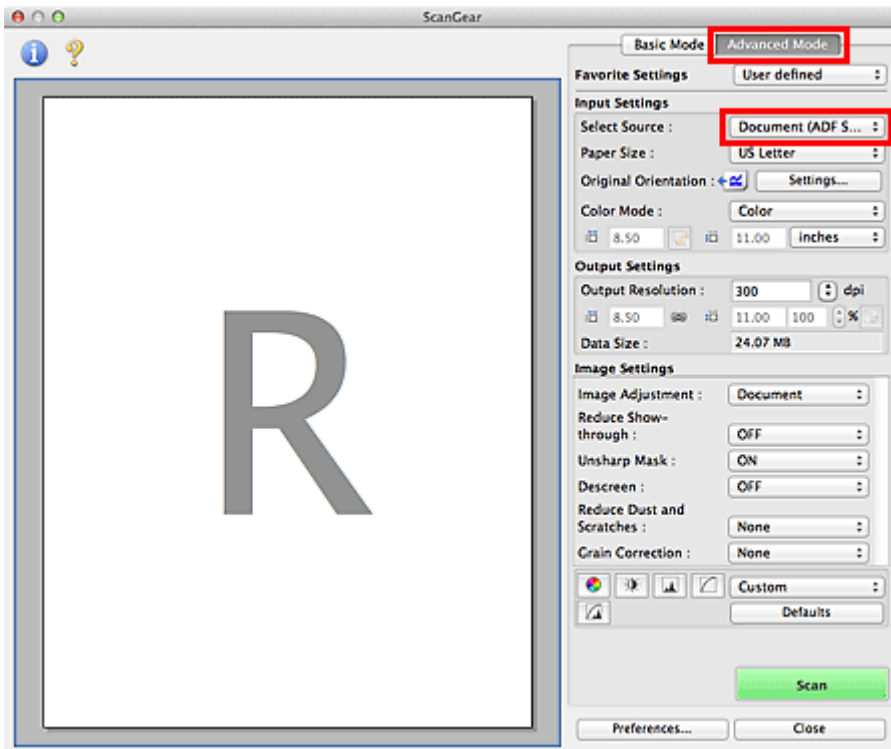 ScanGear
Basic Mode Advanced Mode
Favorite Settings User defined
Input Settings
Select Source : Document (ADF S...
Paper Size : US Letter
Original Orientation : Settings...
Color Mode : Color
8.50 11.00 inches
Output Settings
Output Resolution : 300 dpi
8.50 11.00 100 %
Data Size : 24.07 MB
Image Settings
Image Adjustment : Document
Reduce Show-
through : OFF
Unsharp Mask : ON
Descreen : OFF
Reduce Dust and
Scratches : None
Grain Correction : None
Custom
Defaults
Scan
Preferences... Close
R